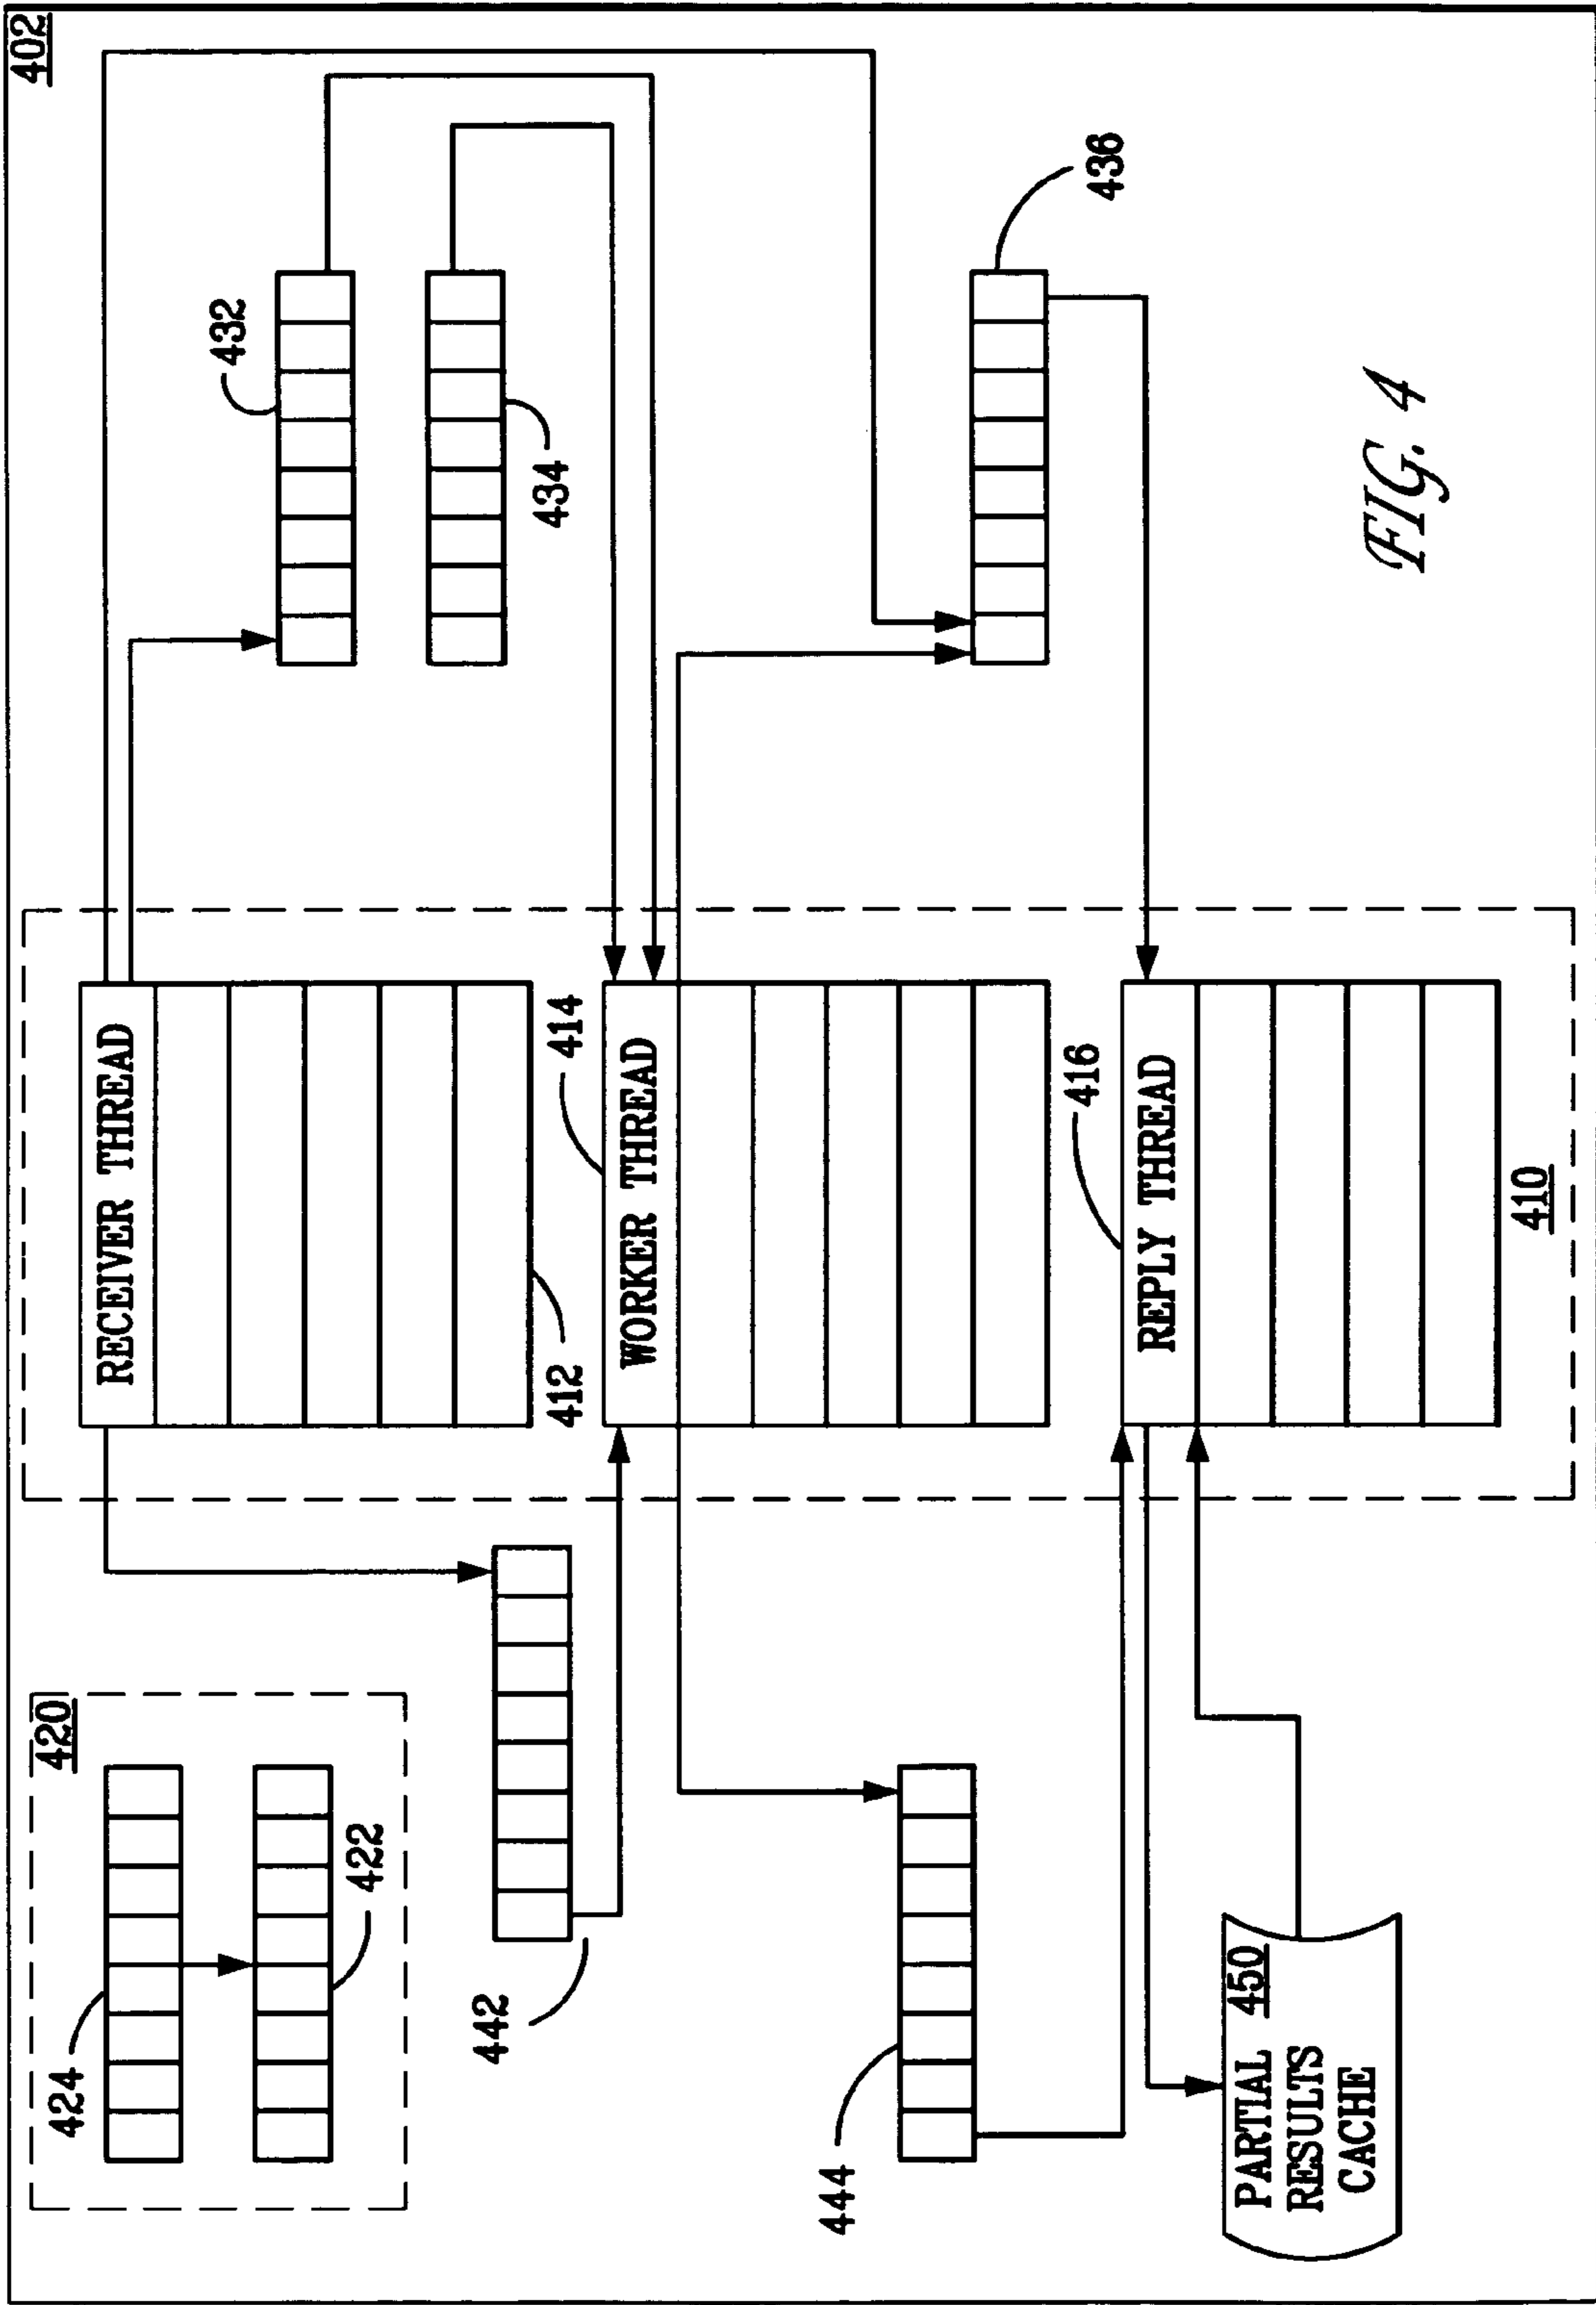 402
420
424
422
RECEIVER THREAD
412
432
434
442
WORKER THREAD
414
444
436
PARTIAL 450
RESULTS
CACHE
REPLY THREAD
416
410
FIG. 4